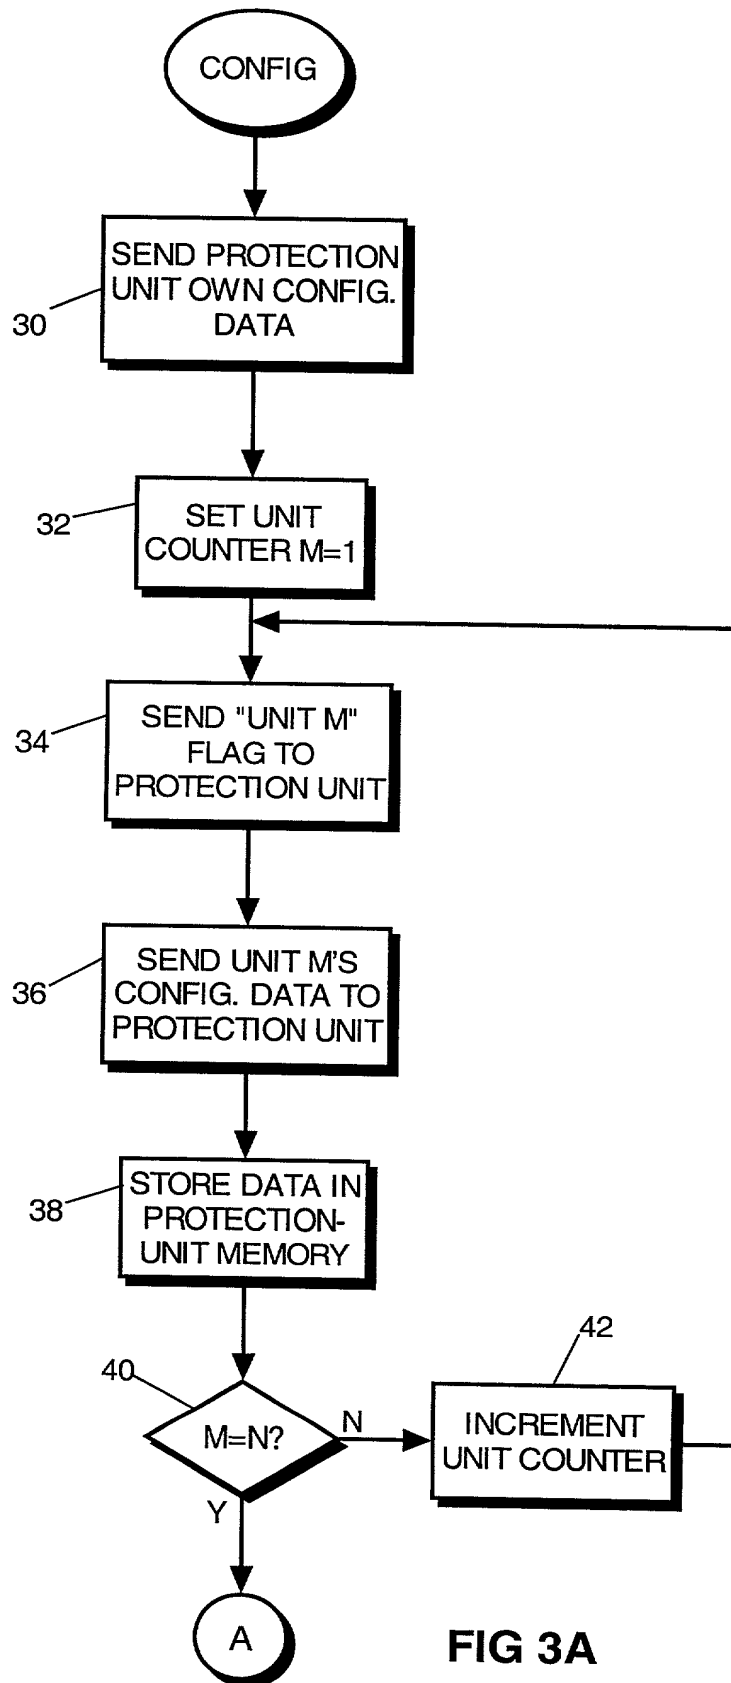 CONFIG
SEND PROTECTION
UNIT OWN CONFIG.
DATA
30
SET UNIT
COUNTER M=1
32
SEND "UNIT M"
FLAG TO
PROTECTION UNIT
34
SEND UNIT M'S
CONFIG. DATA TO
PROTECTION UNIT
36
STORE DATA IN
PROTECTION-
UNIT MEMORY
38
40
M=N?
N
42
INCREMENT
UNIT COUNTER
Y
A
FIG 3A